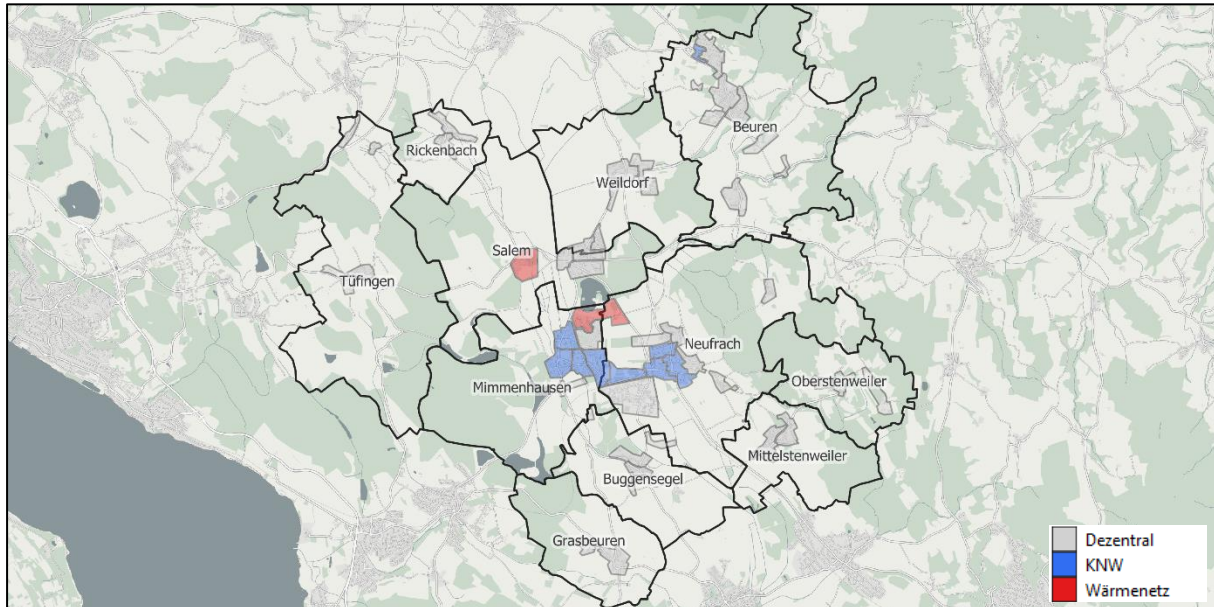 Beuren
Rickenbach
Weildorf
Salem
Tüfingen
Neufrach
Mimmenhausen
Oberstenweiler
Mittelstenweiler
Buggensegel
Grasbeuren
Dezentral
KNW
Wärmenetz